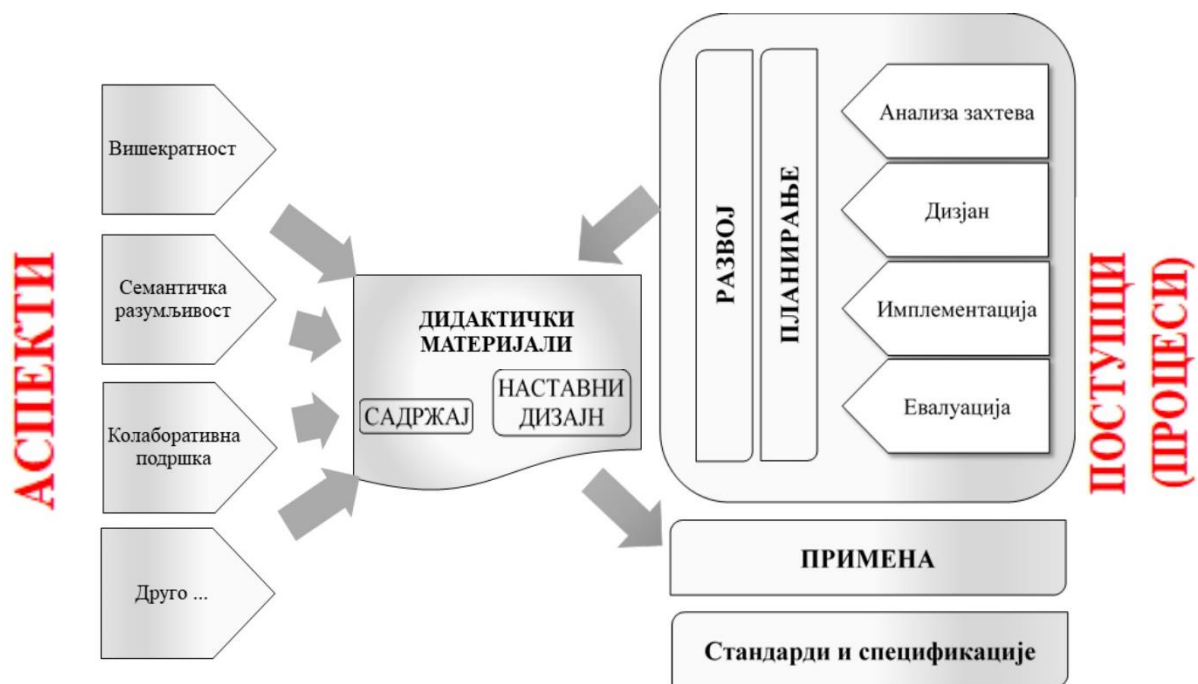 АСПЕКТИ
Вишекратност
Семантичка
разумљивост
Колаборативна
подршка
Друго ...
ДИДАКТИЧКИ
МАТЕРИЈАЛИ
САДРЖАЈ
НАСТАВНИ
ДИЗАЈН
РАЗВОЈ
ПЛАНИРАЊЕ
Анализа захтева
Дизјан
Имплементација
Евалуација
ПОСТУПЦИ
(ПРОЦЕСИ)
ПРИМЕНА
Стандарди и спецификације